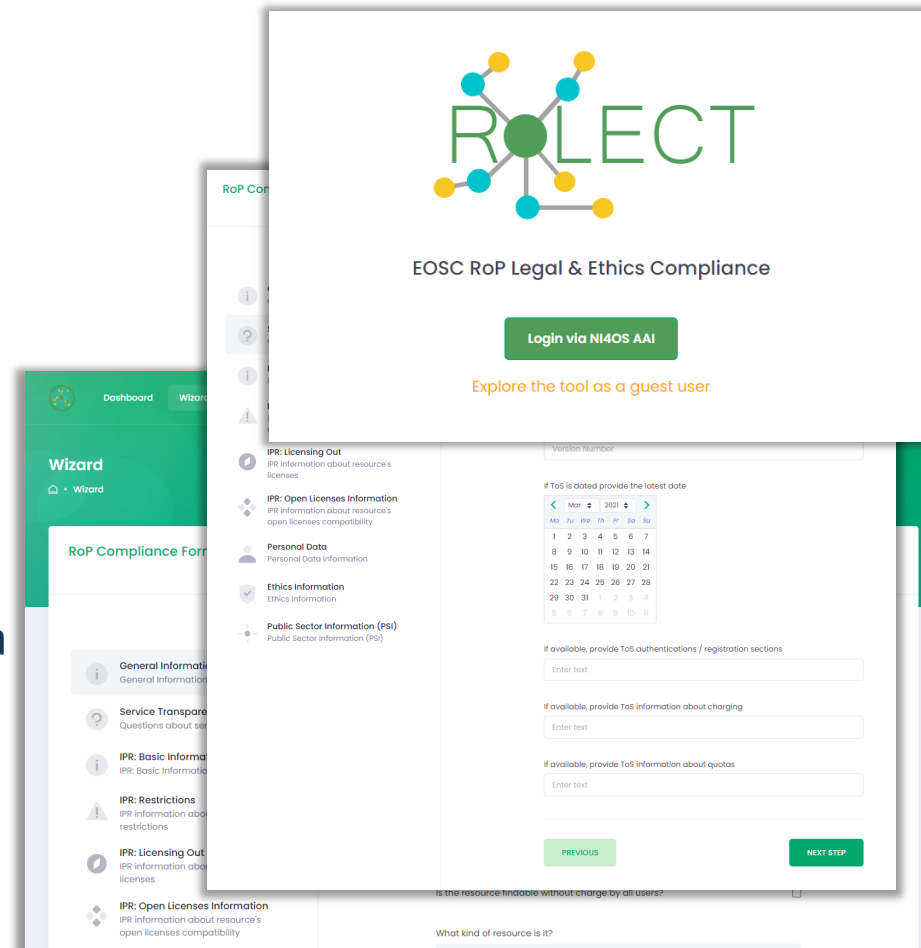 ROLECT
EOSC RoP Legal & Ethics Compliance
Login via NI4OS AAI
Explore the tool as a guest user
RoP Con
IPR: Licensing Out
IPR information about resource's
licenses
IPR: Open Licenses Information
IPR information about resource's
open licenses compatibility
Personal Data
Personal Data Information
Ethics Information
Ethics Information
Public Sector Information (PSI)
Public Sector Information (PSI)
Version Number
If ToS is dated provide the latest date
Mar 2021
Mo Tu We Th Fr Sa Su
1 2 3 4 5 6 7
8 9 10 11 12 13 14
15 16 17 18 19 20 21
22 23 24 25 26 27 28
29 30 31 1 2 3 4
5 6 7 8 9 10 11
If available, provide ToS authentications / registration sections
Enter text
If available, provide ToS information about charging
Enter text
If available, provide ToS information about quotas
Enter text
PREVIOUS
NEXT STEP
Dashboard
Wizard
Wizard
Wizard
RoP Compliance Form
General Informati
General Information
Service Transpare
Questions about ser
IPR: Basic Informa
IPR: Basic Informatio
IPR: Restrictions
IPR information abou
restrictions
IPR: Licensing Out
IPR information abou
licenses
IPR: Open Licenses Information
IPR information about resource's
open licenses compatibility
Is the resource findable without charge by all users?
What kind of resource is it?